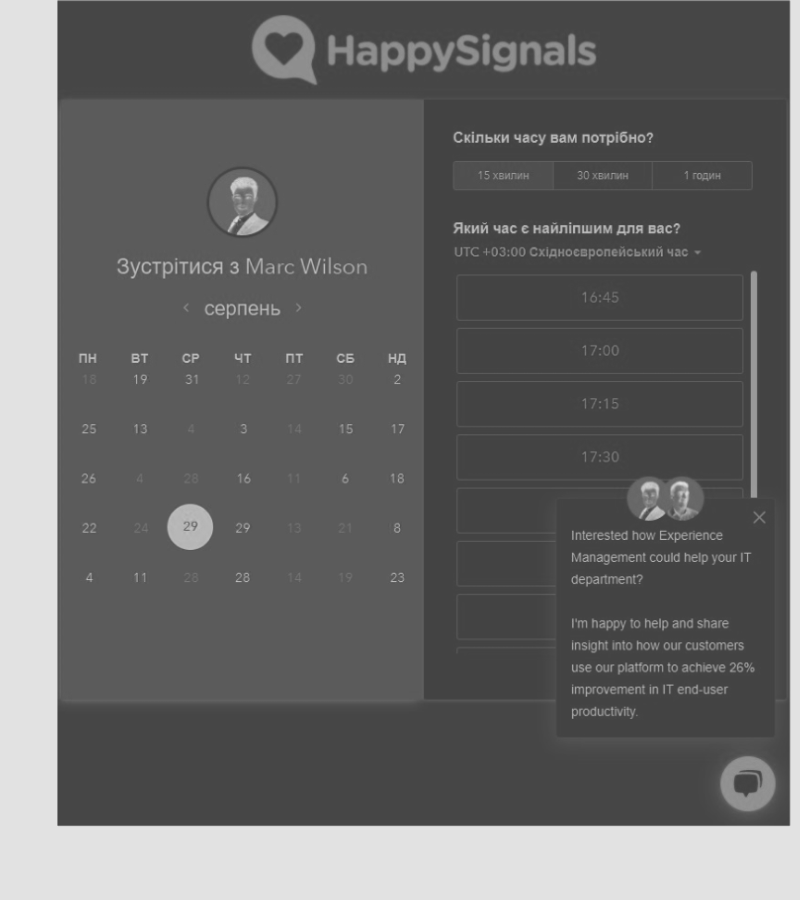 HappySignals
Зустрітися з Marc Wilson
серпень
ПН ВТ СР ЧТ ПТ СБ НД
18 19 31 12 27 30 2
25 13 4 3 14 15 17
26 4 28 16 11 6 18
22 24 29 29 13 21 8
4 11 28 28 14 19 23
Скільки часу вам потрібно?
15 хвилин 30 хвилин 1 годин
Який час є найліпшим для вас?
UTC +03:00 Східноєвропейський час
16:45
17:00
17:15
17:30
Interested how Experience
Management could help your IT
department?
I'm happy to help and share
insight into how our customers
use our platform to achieve 26%
improvement in IT end-user
productivity.